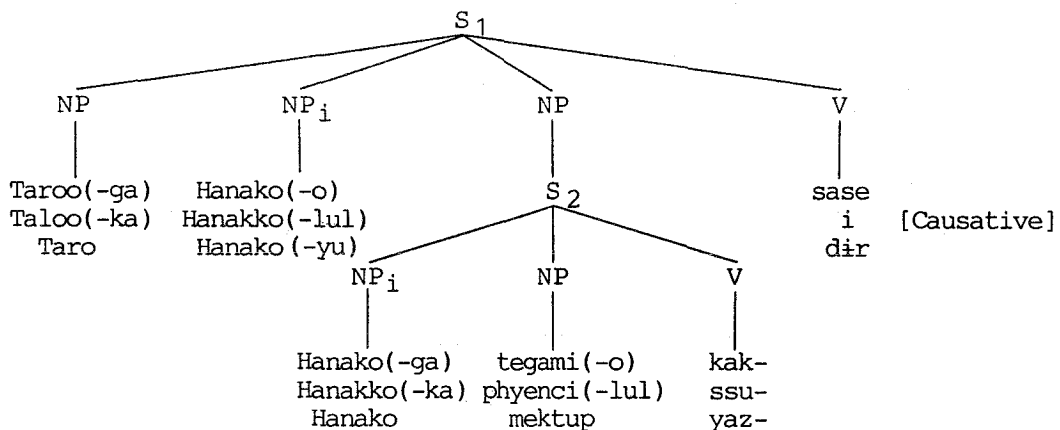 S₁
NP NPᵢ NP V
Taroo(-ga) Hanako(-o) S₂ sase
Taloo(-ka) Hanakko(-lul) i [Causative]
Taro Hanako(-yu) dɨr
NPᵢ NP V
Hanako(-ga) tegami(-o) kak-
Hanakko(-ka) phyenci(-lul) ssu-
Hanako mektup yaz-